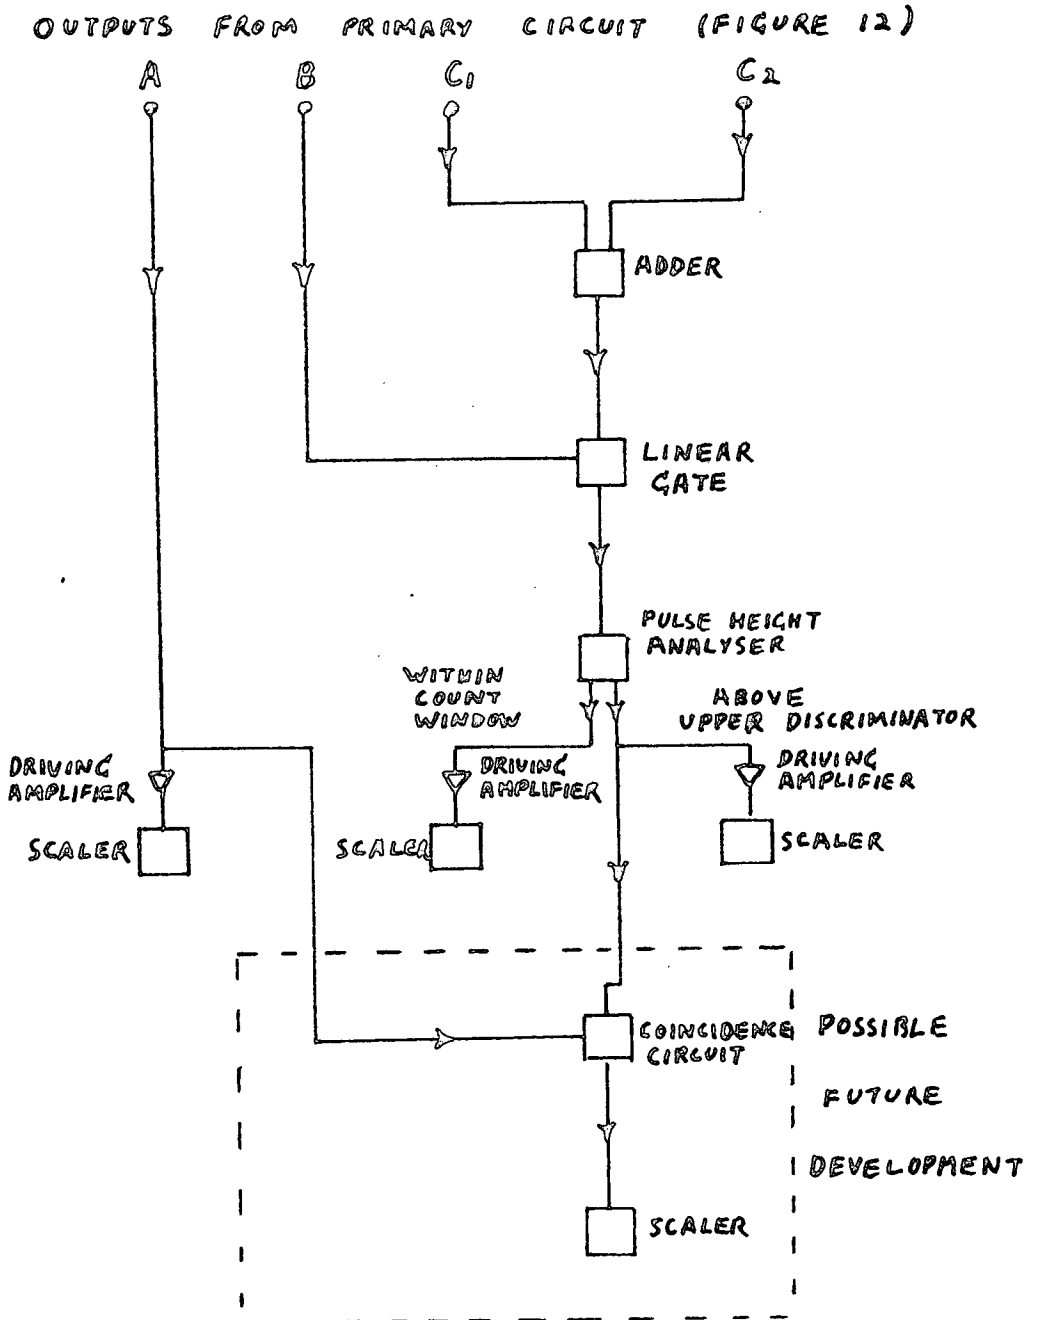 OUTPUTS FROM PRIMARY CIRCUIT (FIGURE 12)
A B C1 C2
ADDER
LINEAR
GATE
PULSE HEIGHT
ANALYSER
WITHIN
COUNT
WINDOW
ABOVE
UPPER DISCRIMINATOR
DRIVING
AMPLIFIER
DRIVING
AMPLIFIER
DRIVING
AMPLIFIER
SCALER
SCALER
SCALER
COINCIDENCE
CIRCUIT
POSSIBLE
FUTURE
DEVELOPMENT
SCALER